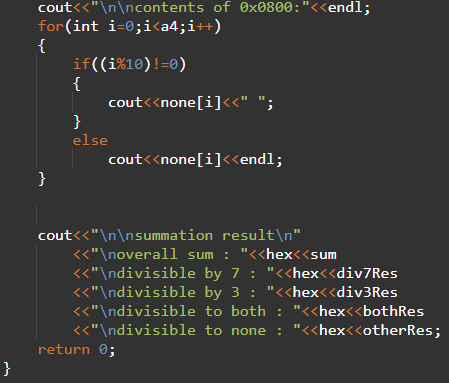 cout<<"\n\ncontents of 0x0800:"<<endl;
for(int i=0;i<a4;i++)
{
if((i%10)!=0)
{
cout<<none[i]<<" ";
}
else
cout<<none[i]<<endl;
}
cout<<"\n\nsummation result\n"
<<"\noverall sum : "<<hex<<sum
<<"\ndivisible by 7 : "<<hex<<div7Res
<<"\ndivisible by 3 : "<<hex<<div3Res
<<"\ndivisible to both : "<<hex<<bothRes
<<"\ndivisible to none : "<<hex<<otherRes;
return 0;
}